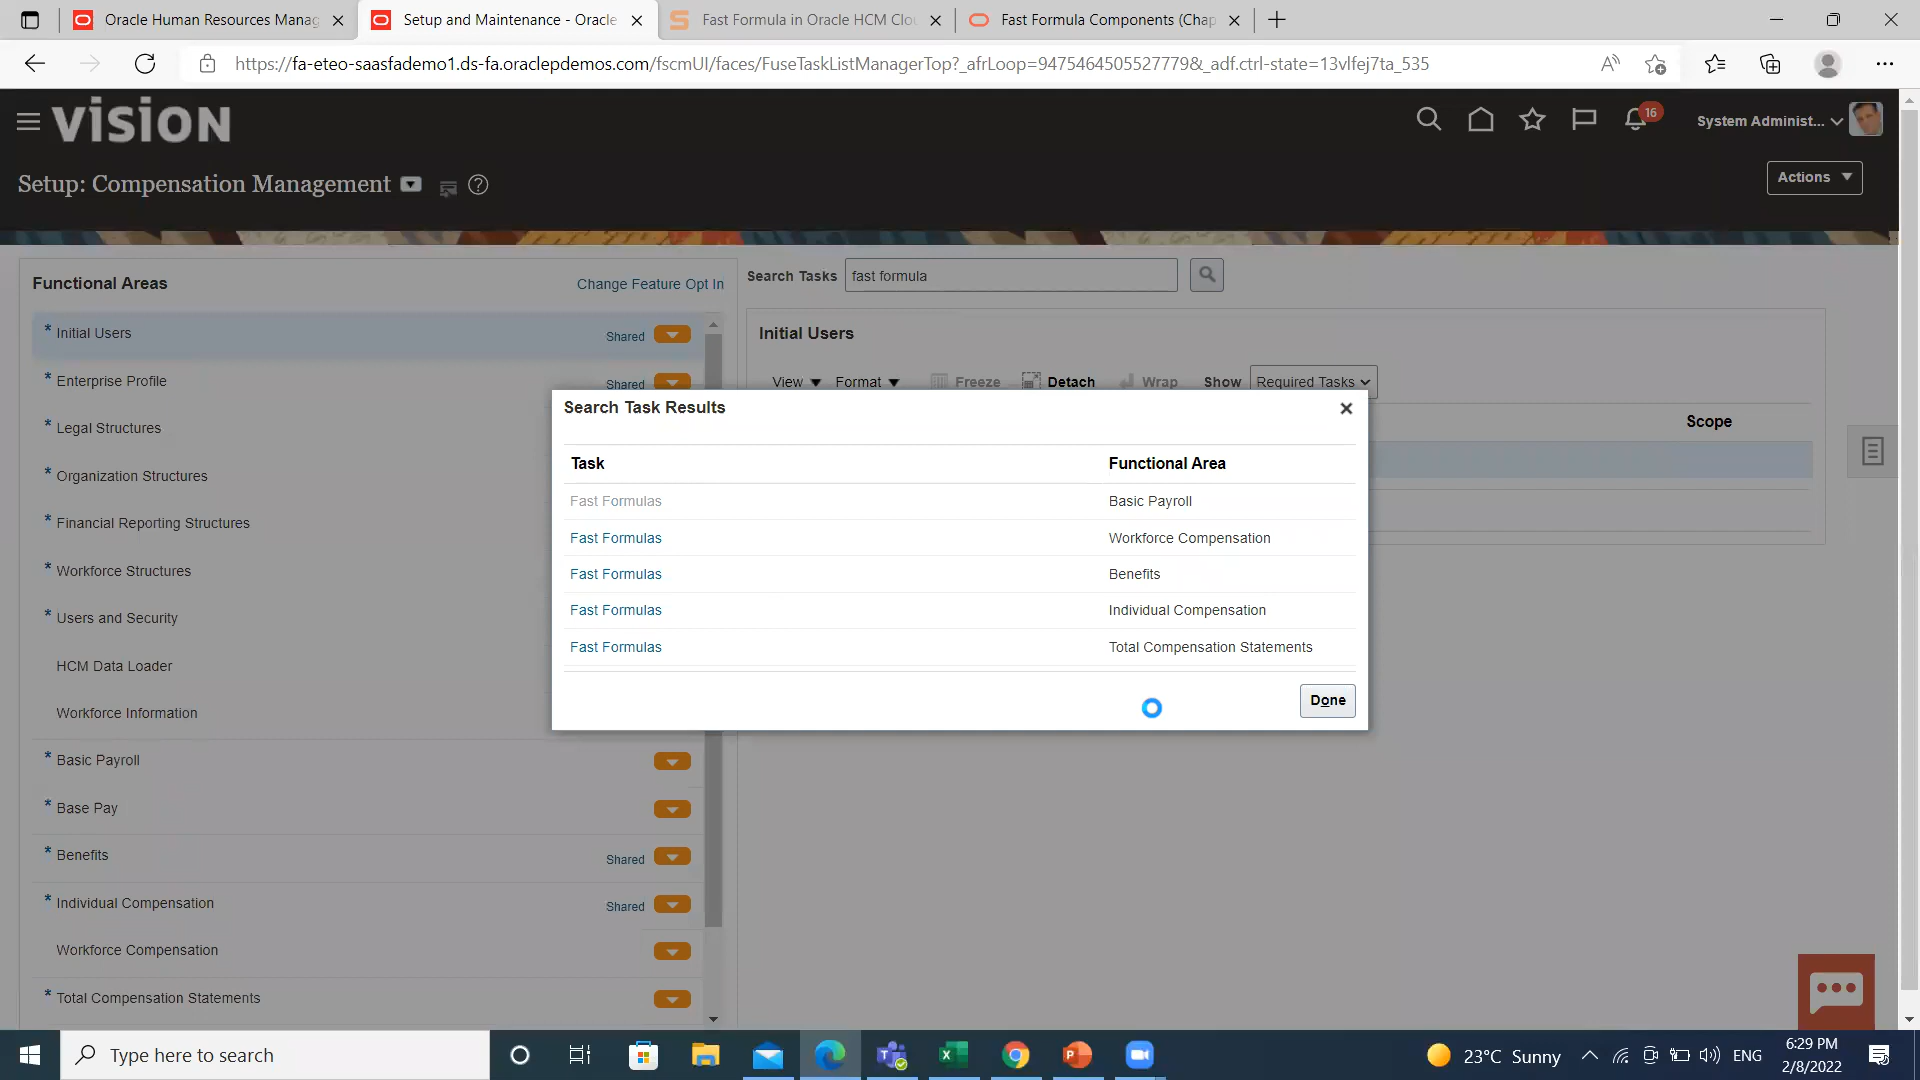 Oracle Human Resources Manag
Setup and Maintenance - Oracle
Fast Formula in Oracle HCM Clou
Fast Formula Components (Chap
https://fa-eteo-saasfademo1.ds-fa.oraclepdemos.com/fscmUI/faces/FuseTaskListManagerTop?_afrLoop=9475464505527779&_adf.ctrl-state=13vlfej7ta_535
VISION
16
System Administ...
Setup: Compensation Management
Actions
Functional Areas
Change Feature Opt In
Search Tasks
fast formula
* Initial Users
Shared
Initial Users
* Enterprise Profile
Shared
View
Format
Freeze
Detach
Wrap
Show
Required Tasks
* Legal Structures
* Organization Structures
* Financial Reporting Structures
* Workforce Structures
* Users and Security
HCM Data Loader
Workforce Information
Scope
Search Task Results
Task
Functional Area
Fast Formulas
Basic Payroll
Fast Formulas
Workforce Compensation
Fast Formulas
Benefits
Fast Formulas
Individual Compensation
Fast Formulas
Total Compensation Statements
Done
* Basic Payroll
* Base Pay
* Benefits
Shared
* Individual Compensation
Shared
Workforce Compensation
* Total Compensation Statements
Type here to search
23°C Sunny
ENG
6:29 PM
2/8/2022